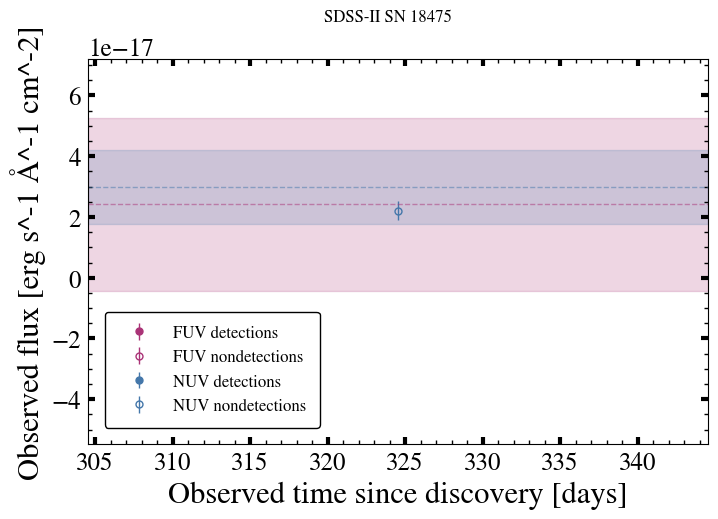 SDSS-II SN 18475
1e−17
Observed flux [erg s^-1 Å^-1 cm^-2]
6
4
2
0
−2
−4
FUV detections
FUV nondetections
NUV detections
NUV nondetections
305 310 315 320 325 330 335 340
Observed time since discovery [days]